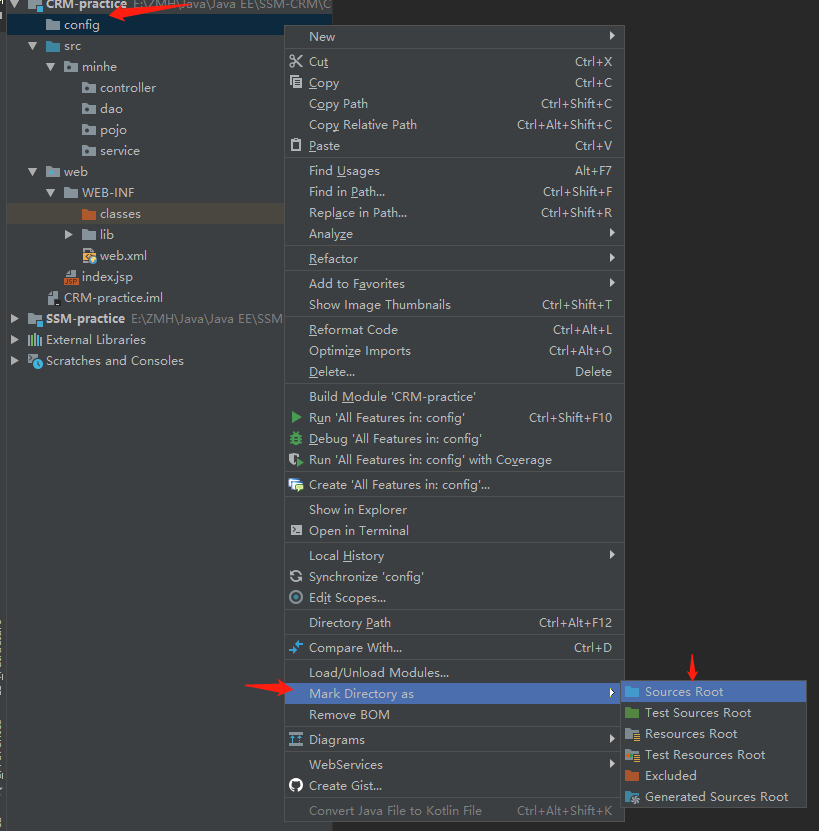 CRM-practice E:\ZMH\Java\Java EE\SSM-CRM\C
config
src
minhe
controller
dao
pojo
service
web
WEB-INF
classes
lib
web.xml
index.jsp
CRM-practice.iml
SSM-practice E:\ZMH\Java\Java EE\SSM
External Libraries
Scratches and Consoles
New
Cut Ctrl+X
Copy Ctrl+C
Copy Path Ctrl+Shift+C
Copy Relative Path Ctrl+Alt+Shift+C
Paste Ctrl+V
Find Usages Alt+F7
Find in Path... Ctrl+Shift+F
Replace in Path... Ctrl+Shift+R
Analyze
Refactor
Add to Favorites
Show Image Thumbnails Ctrl+Shift+T
Reformat Code Ctrl+Alt+L
Optimize Imports Ctrl+Alt+O
Delete... Delete
Build Module 'CRM-practice'
Run 'All Features in: config' Ctrl+Shift+F10
Debug 'All Features in: config'
Run 'All Features in: config' with Coverage
Create 'All Features in: config'...
Show in Explorer
Open in Terminal
Local History
Synchronize 'config'
Edit Scopes...
Directory Path Ctrl+Alt+F12
Compare With... Ctrl+D
Load/Unload Modules...
Mark Directory as
Remove BOM
Diagrams
WebServices
Create Gist...
Convert Java File to Kotlin File Ctrl+Alt+Shift+K
Sources Root
Test Sources Root
Resources Root
Test Resources Root
Excluded
Generated Sources Root